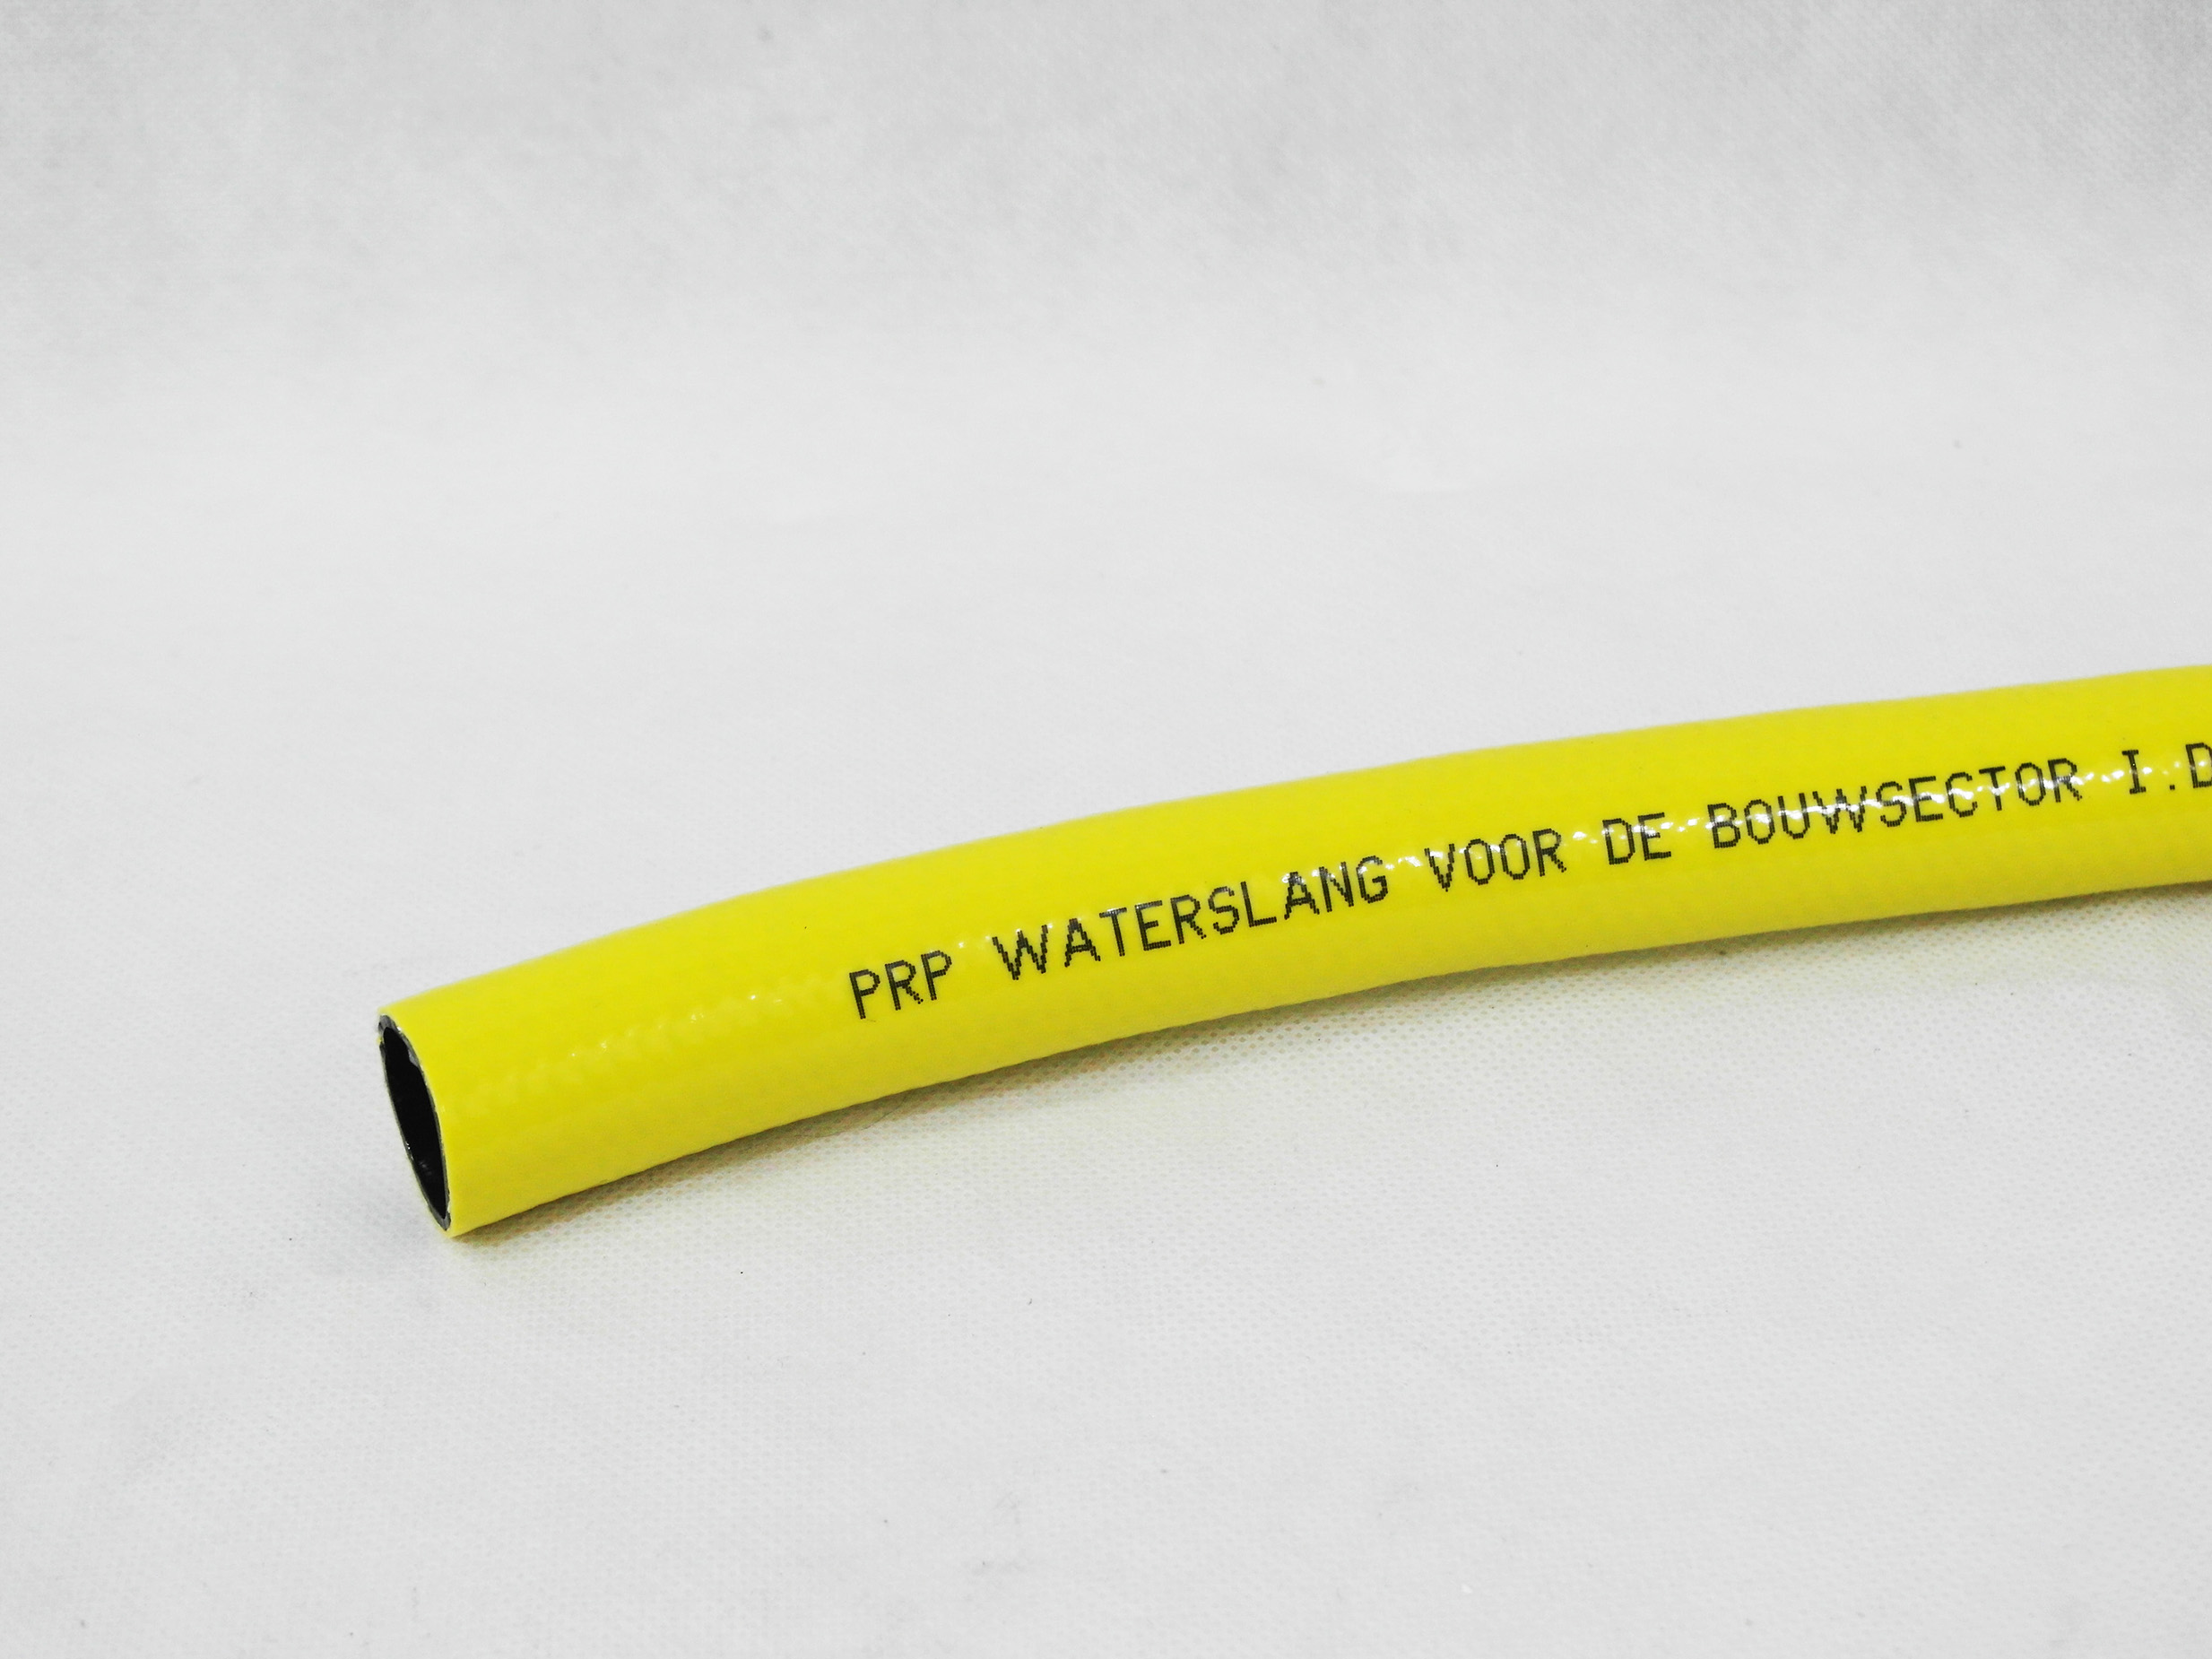 PRP WATERSLANG VOOR DE BOUWSECTOR I.D